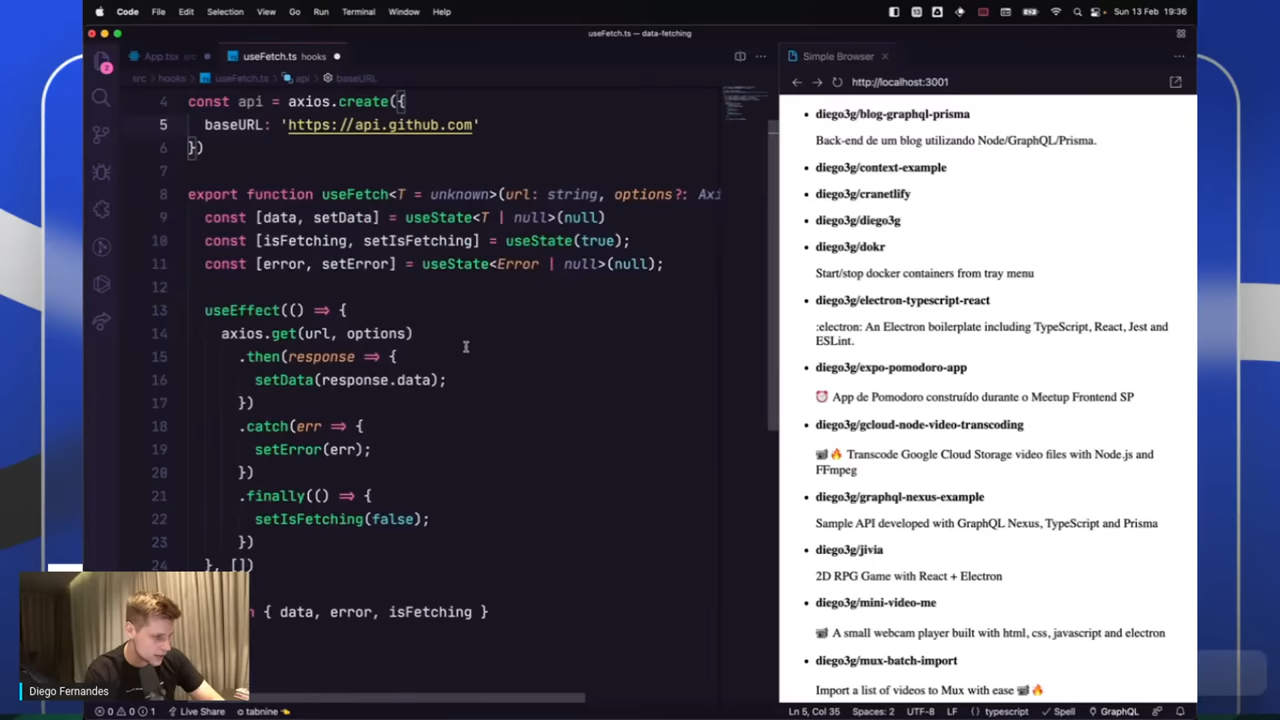 Code File Edit Selection View Go Run Terminal Window Help
13
Sun 13 Feb 19:36
useFetch.ts — data-fetching
App.tsx src
useFetch.ts hooks
2
src › hooks › useFetch.ts › api › baseURL
4 const api = axios.create({
5 baseURL: 'https://api.github.com'
6 })
7
8 export function useFetch<T = unknown>(url: string, options?: Axi
9 const [data, setData] = useState<T | null>(null)
10 const [isFetching, setIsFetching] = useState(true);
11 const [error, setError] = useState<Error | null>(null);
12
13 useEffect(() ⇒ {
14 axios.get(url, options)
15 .then(response ⇒ {
16 setData(response.data);
17 })
18 .catch(err ⇒ {
19 setError(err);
20 })
21 .finally(() ⇒ {
22 setIsFetching(false);
23 })
24 }, [])
{ data, error, isFetching }
Diego Fernandes
Simple Browser
http://localhost:3001
• diego3g/blog-graphql-prisma
Back-end de um blog utilizando Node/GraphQL/Prisma.
• diego3g/context-example
• diego3g/cranetlify
• diego3g/diego3g
• diego3g/dokr
Start/stop docker containers from tray menu
• diego3g/electron-typescript-react
:electron: An Electron boilerplate including TypeScript, React, Jest and
ESLint.
• diego3g/expo-pomodoro-app
⏰ App de Pomodoro construído durante o Meetup Frontend SP
• diego3g/gcloud-node-video-transcoding
📹🔥 Transcode Google Cloud Storage video files with Node.js and
FFmpeg
• diego3g/graphql-nexus-example
Sample API developed with GraphQL Nexus, TypeScript and Prisma
• diego3g/jivia
2D RPG Game with React + Electron
• diego3g/mini-video-me
📹 A small webcam player built with html, css, javascript and electron
• diego3g/mux-batch-import
Import a list of videos to Mux with ease 📹🔥
0 0 1 Live Share tabnine Ln 5, Col 35 Spaces: 2 UTF-8 LF {} typescript Spell GraphQL